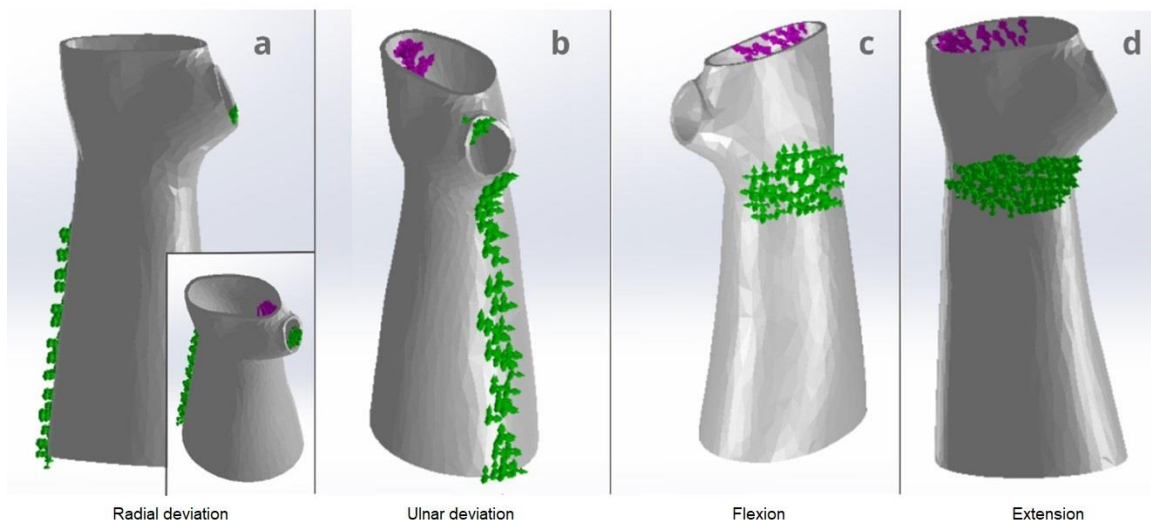 a
b
c
d
Radial deviation
Ulnar deviation
Flexion
Extension